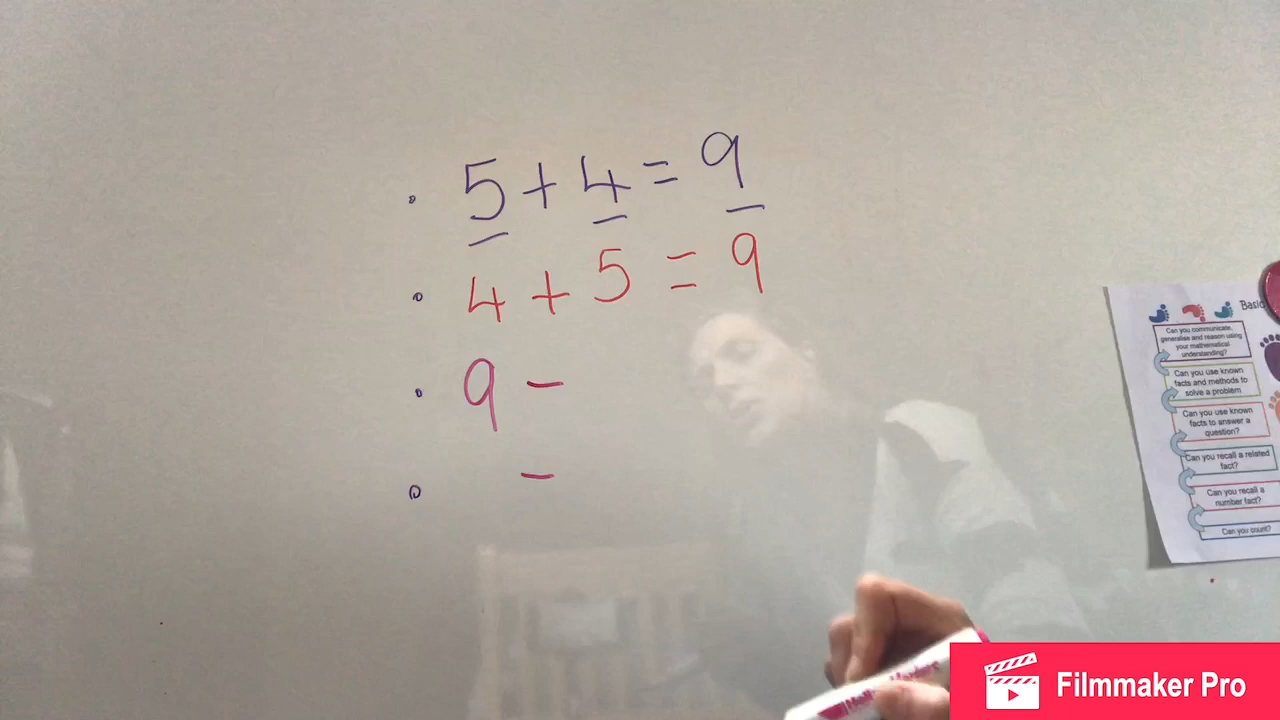 5 + 4 = 9
4 + 5 = 9
9 -
-
Basic
Can you communicate,
generalise and reason using
your mathematical
understanding?
Can you use known
facts and methods to
solve a problem
Can you use known
facts to answer a
question?
Can you recall a related
fact?
Can you recall a
number fact?
Can you count?
Filmmaker Pro